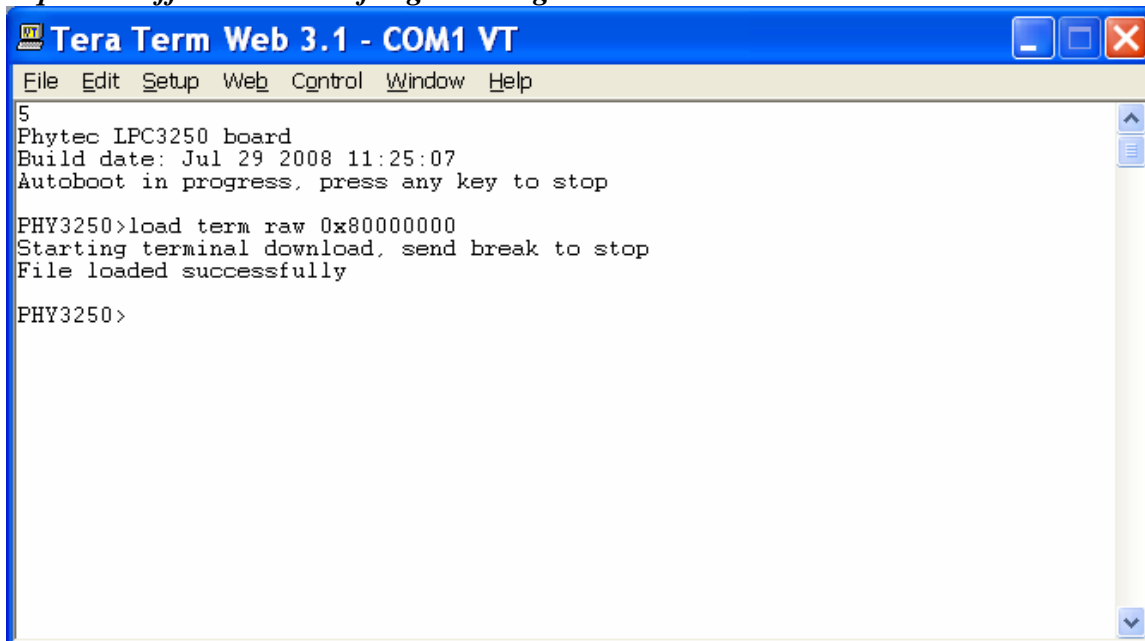 Tera Term Web 3.1 - COM1 VT
File Edit Setup Web Control Window Help
5
Phytec LPC3250 board
Build date: Jul 29 2008 11:25:07
Autoboot in progress, press any key to stop
PHY3250>load term raw 0x80000000
Starting terminal download, send break to stop
File loaded successfully
PHY3250>